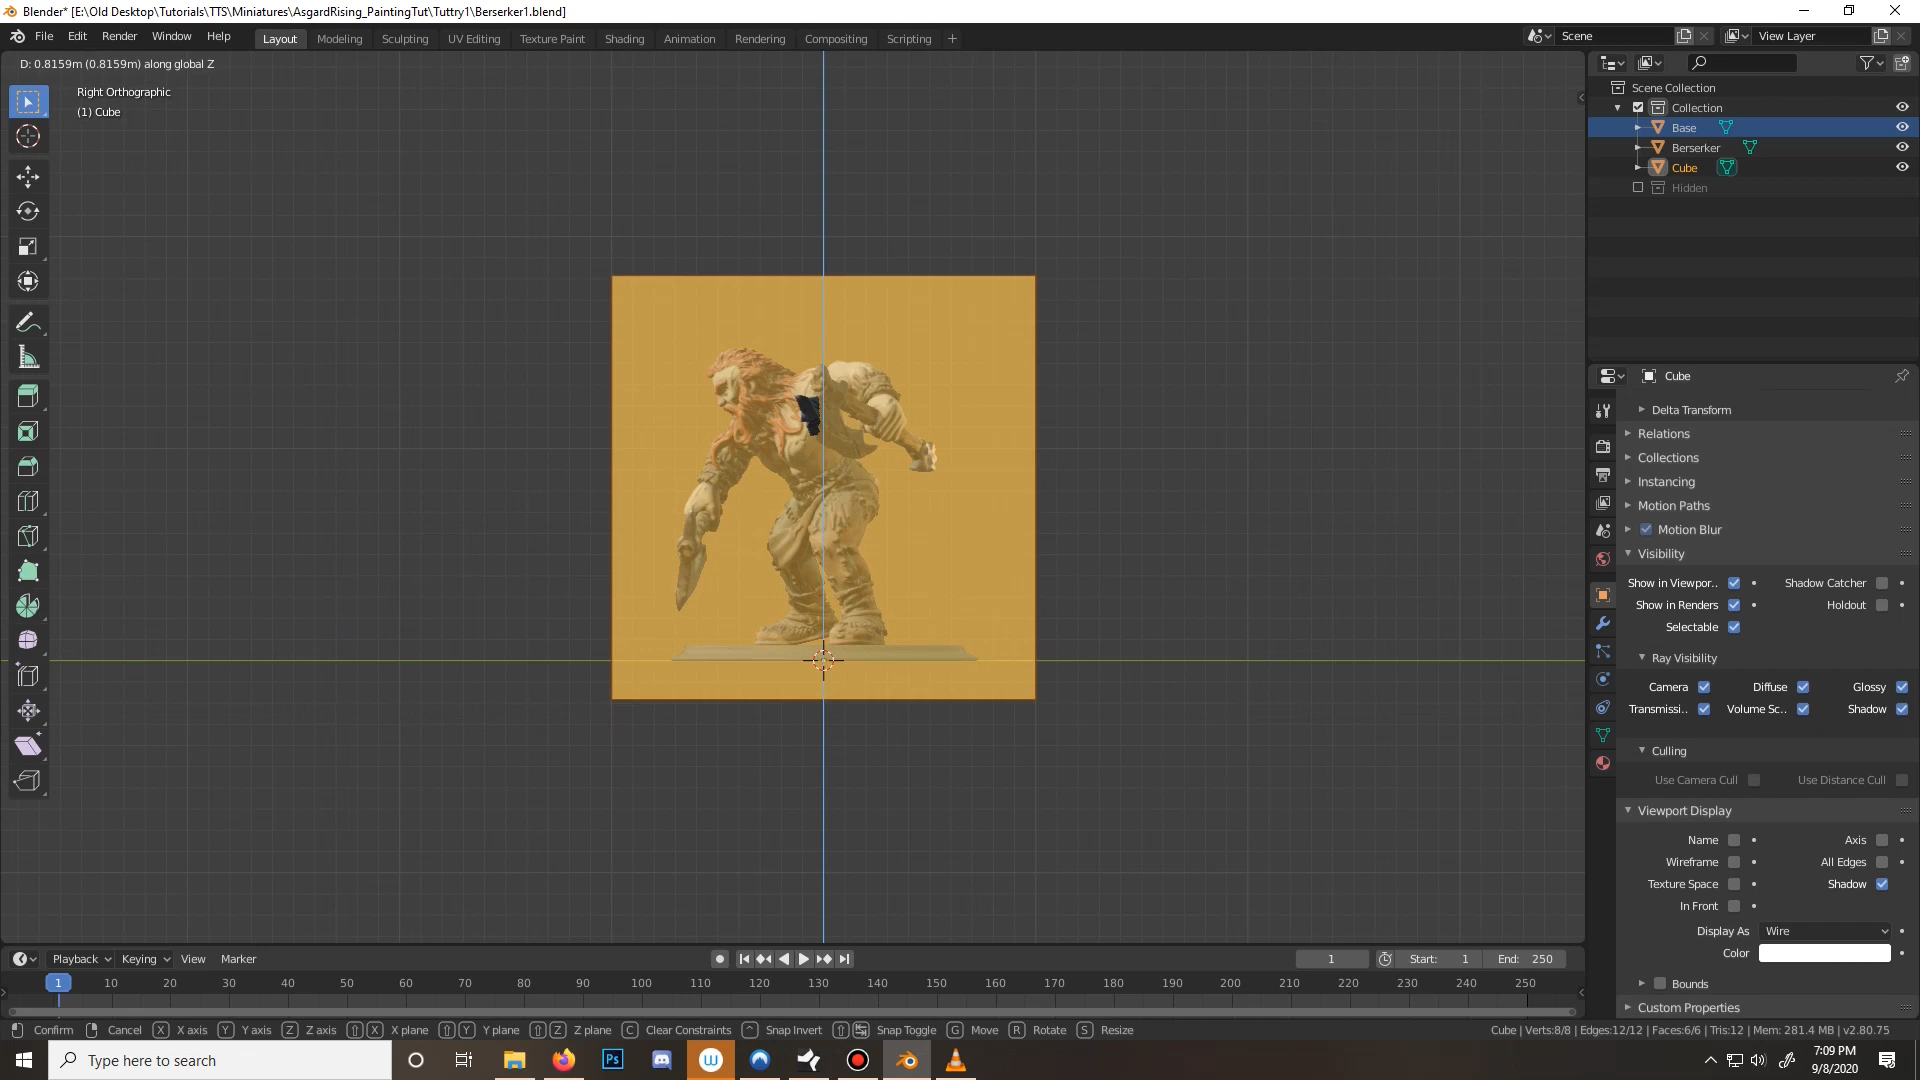 Blender* [E:\Old Desktop\Tutorials\TTS\Miniatures\AsgardRising_PaintingTut\Tuttry1\Berserker1.blend]
File Edit Render Window Help Layout Modeling Sculpting UV Editing Texture Paint Shading Animation Rendering Compositing Scripting + Scene View Layer
D: 0.8159m (0.8159m) along global Z
Right Orthographic
(1) Cube
Scene Collection
Collection
Base
Berserker
Cube
Hidden
Cube
Delta Transform
Relations
Collections
Instancing
Motion Paths
Motion Blur
Visibility
Show in Viewpor.. Shadow Catcher
Show in Renders Holdout
Selectable
Ray Visibility
Camera Diffuse Glossy
Transmissi.. Volume Sc.. Shadow
Culling
Use Camera Cull Use Distance Cull
Viewport Display
Name Axis
Wireframe All Edges
Texture Space Shadow
In Front
Display As Wire
Color
Bounds
Custom Properties
Playback Keying View Marker 1 Start: 1 End: 250
1 10 20 30 40 50 60 70 80 90 100 110 120 130 140 150 160 170 180 190 200 210 220 230 240 250
Confirm Cancel X X axis Y Y axis Z Z axis X X plane Y Y plane Z Z plane C Clear Constraints ^ Snap Invert Snap Toggle G Move R Rotate S Resize Cube | Verts:8/8 | Edges:12/12 | Faces:6/6 | Tris:12 | Mem: 281.4 MB | v2.80.75
Type here to search
Ps
w
7:09 PM
9/8/2020